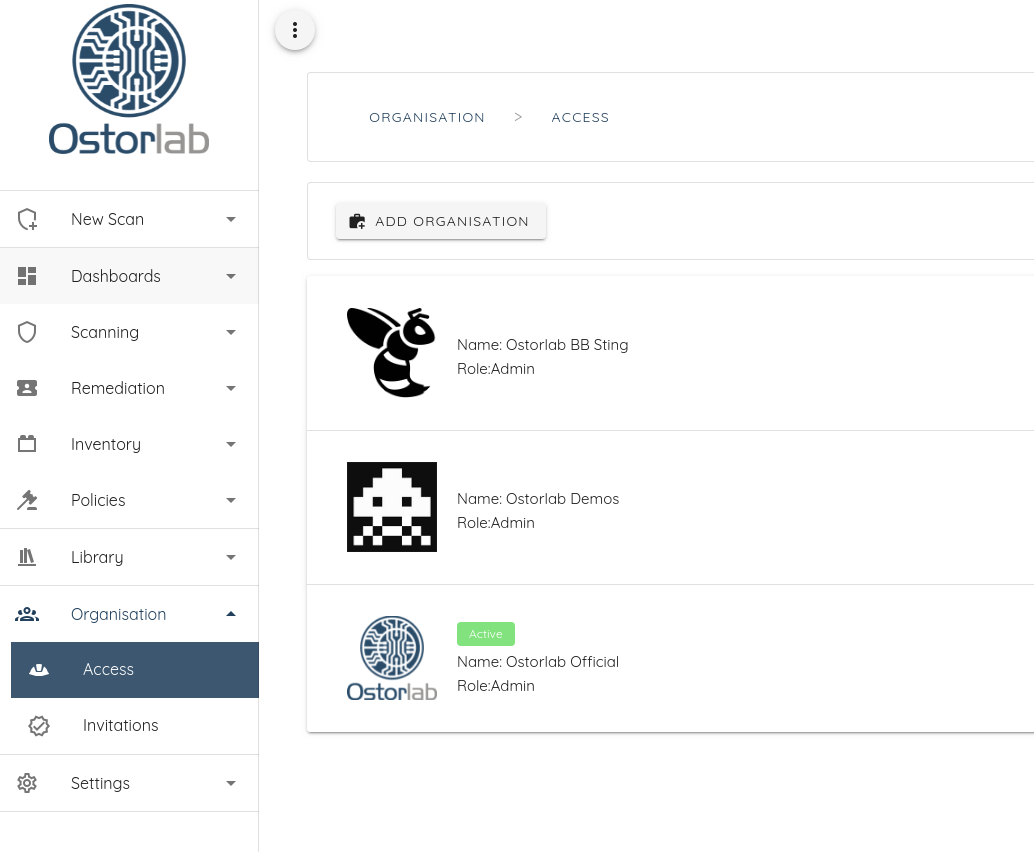 Ostorlab
New Scan
Dashboards
Scanning
Remediation
Inventory
Policies
Library
Organisation
Access
Invitations
Settings
ORGANISATION > ACCESS
ADD ORGANISATION
Name: Ostorlab BB Sting
Role:Admin
Name: Ostorlab Demos
Role:Admin
Ostorlab
Active
Name: Ostorlab Official
Role:Admin